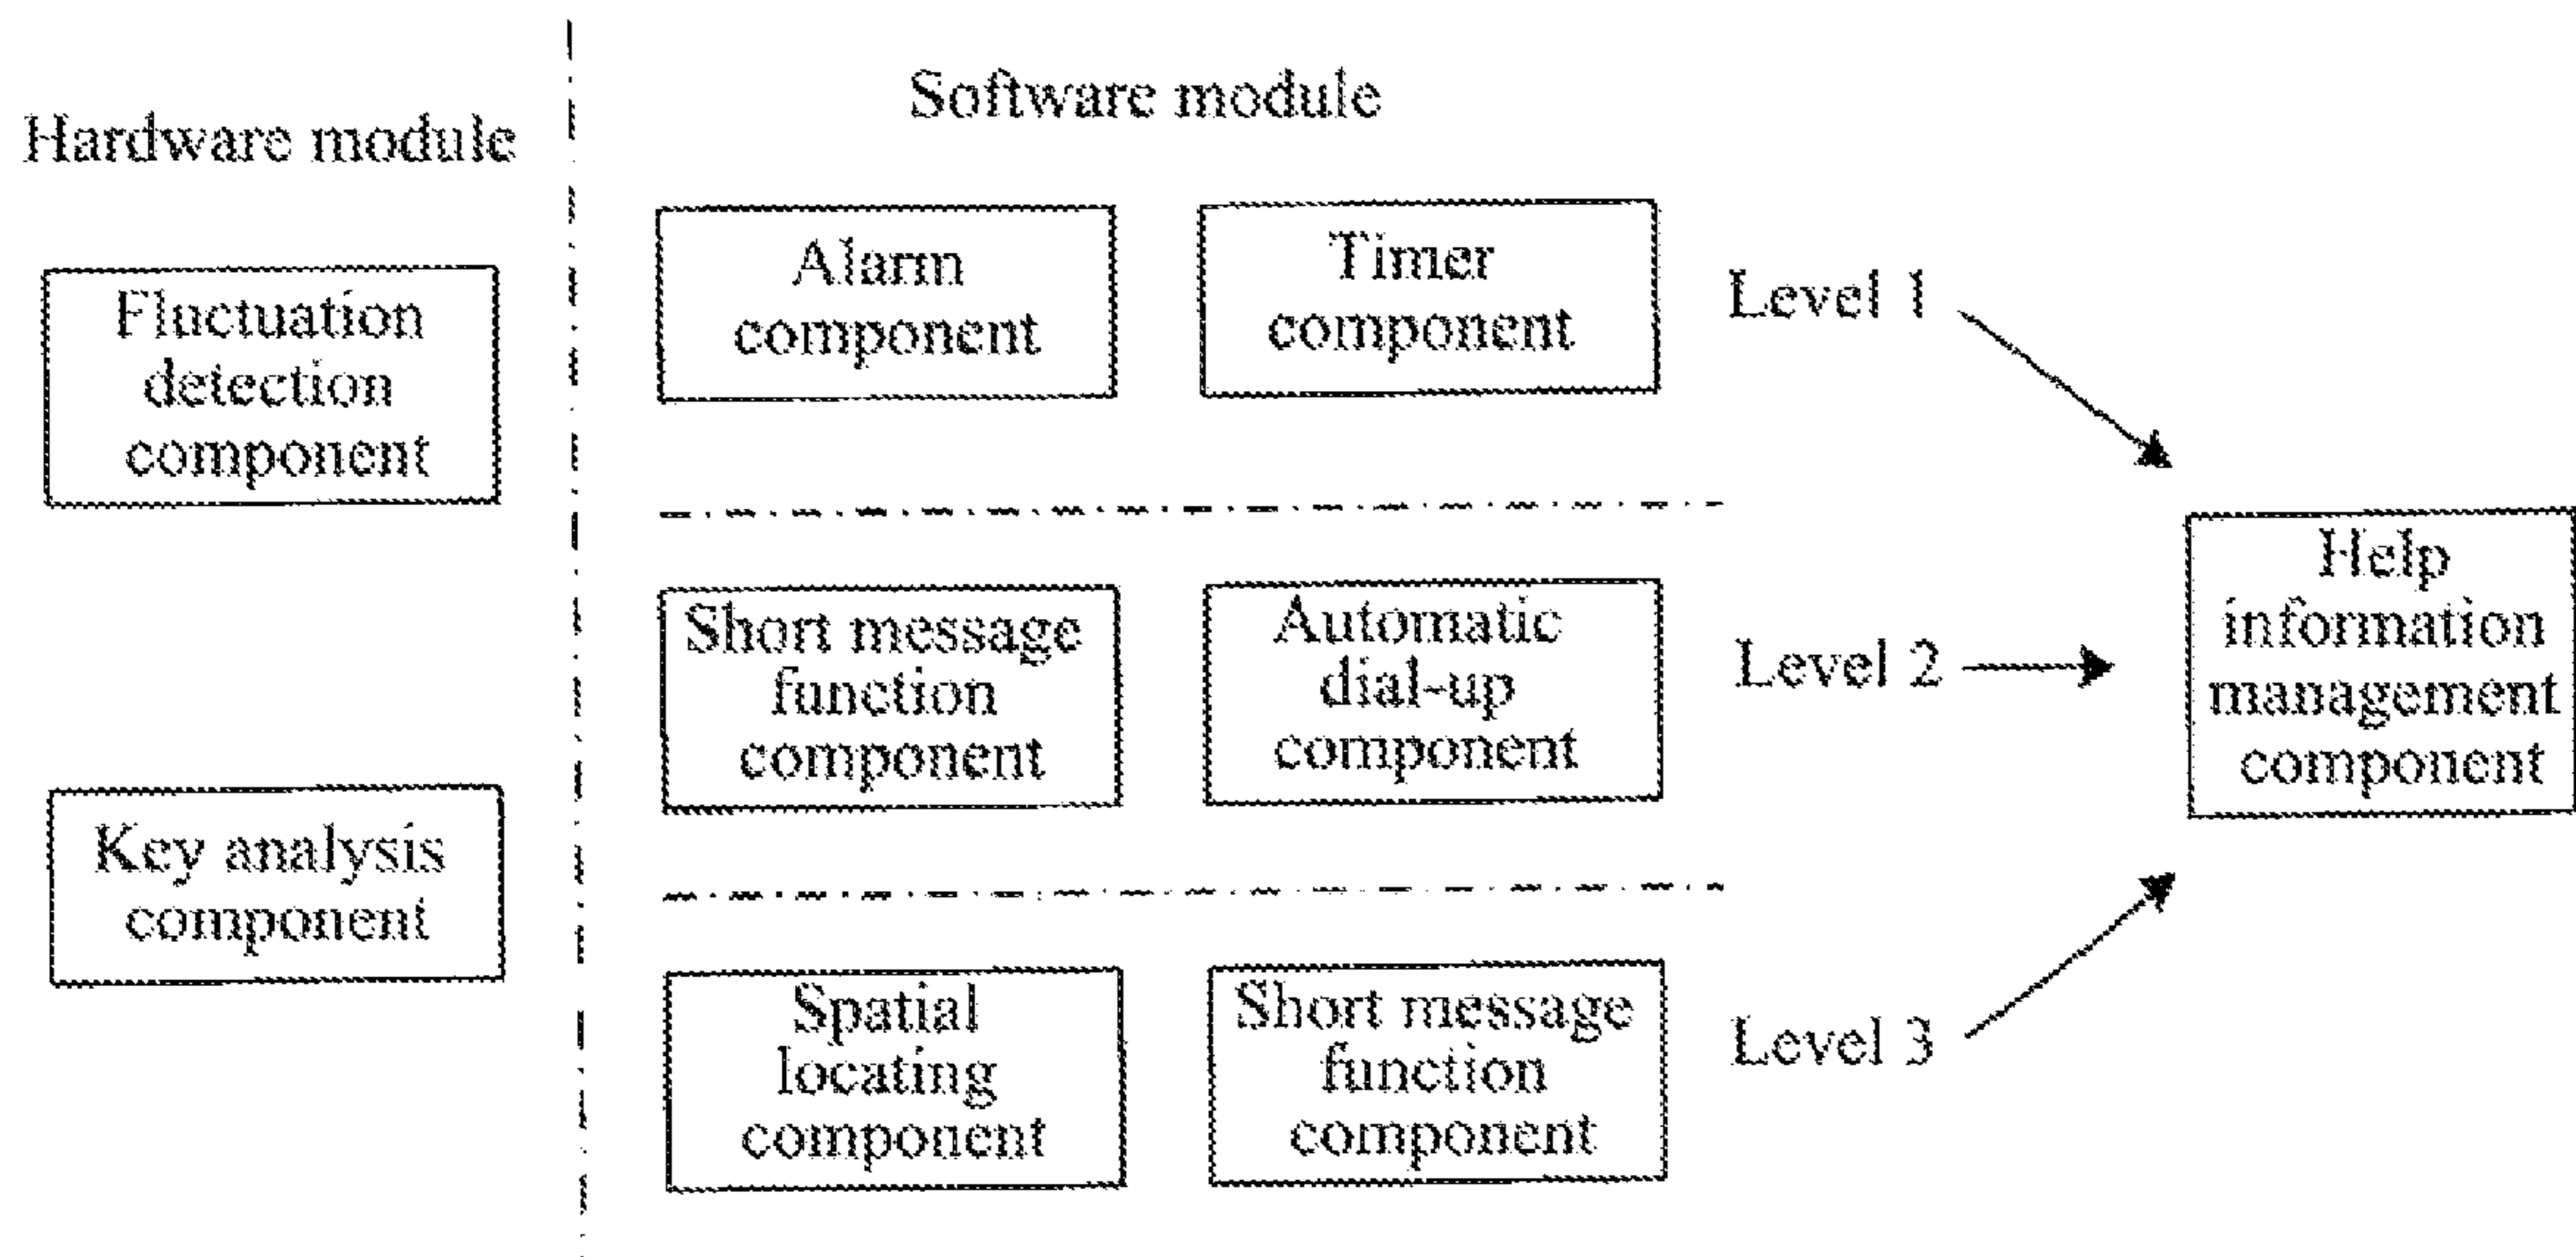 Hardware module
Software module
Fluctuation
detection
component
Key analysis
component
Alarm
component
Timer
component
Level 1
Short message
function
component
Automatic
dial-up
component
Level 2
Spatial
locating
component
Short message
function
component
Level 3
Help
information
management
component